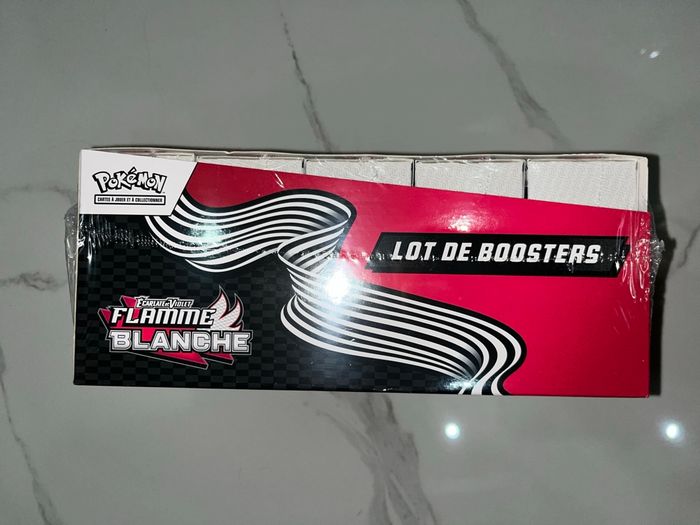 POKÉMON
CARTES À JOUER ET À COLLECTIONNER
LOT DE BOOSTERS
ÉCARLATE ET VIOLET
FLAMME
BLANCHE